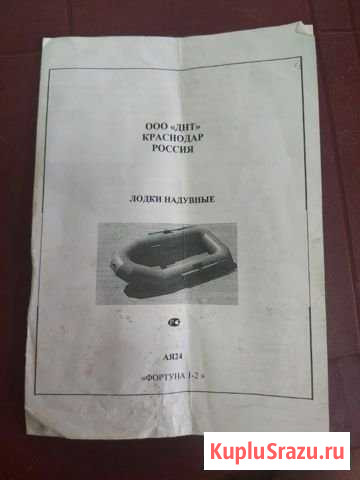 ООО «ДНТ»
КРАСНОДАР
РОССИЯ
ЛОДКИ НАДУВНЫЕ
АЯ24
«ФОРТУНА 1-2 »
KupluSrazu.ru